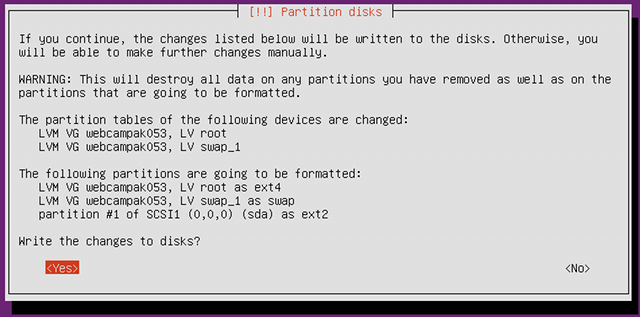 [!!] Partition disks
If you continue, the changes listed below will be written to the disks. Otherwise, you
will be able to make further changes manually.
WARNING: This will destroy all data on any partitions you have removed as well as on the
partitions that are going to be formatted.
The partition tables of the following devices are changed:
LVM VG webcampak053, LV root
LVM VG webcampak053, LV swap_1
The following partitions are going to be formatted:
LVM VG webcampak053, LV root as ext4
LVM VG webcampak053, LV swap_1 as swap
partition #1 of SCSI1 (0,0,0) (sda) as ext2
Write the changes to disks?
<Yes> <No>